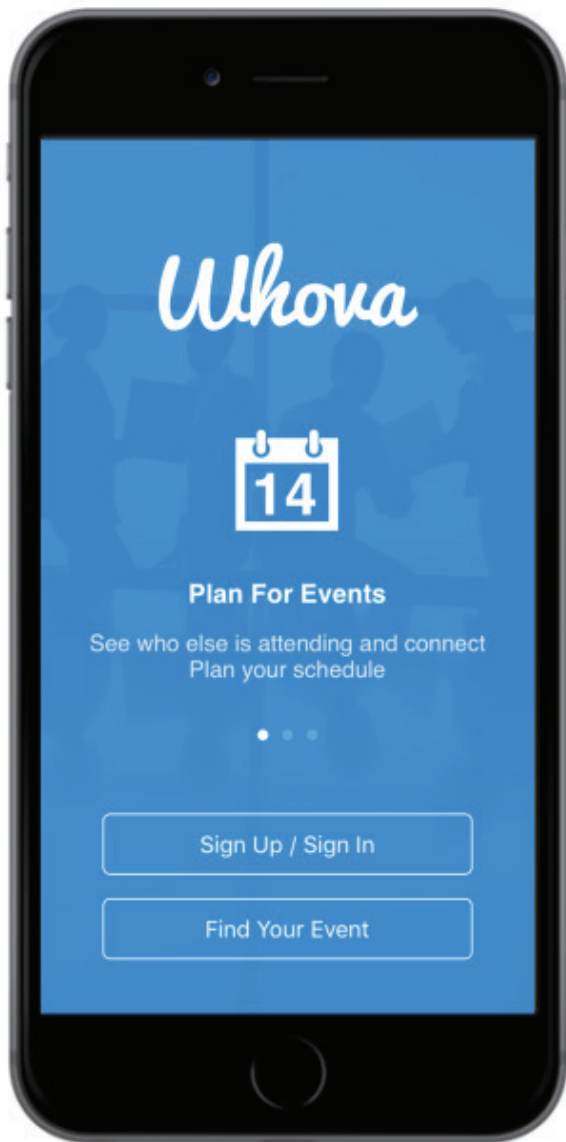 Whova
14
Plan For Events
See who else is attending and connect
Plan your schedule
Sign Up / Sign In
Find Your Event